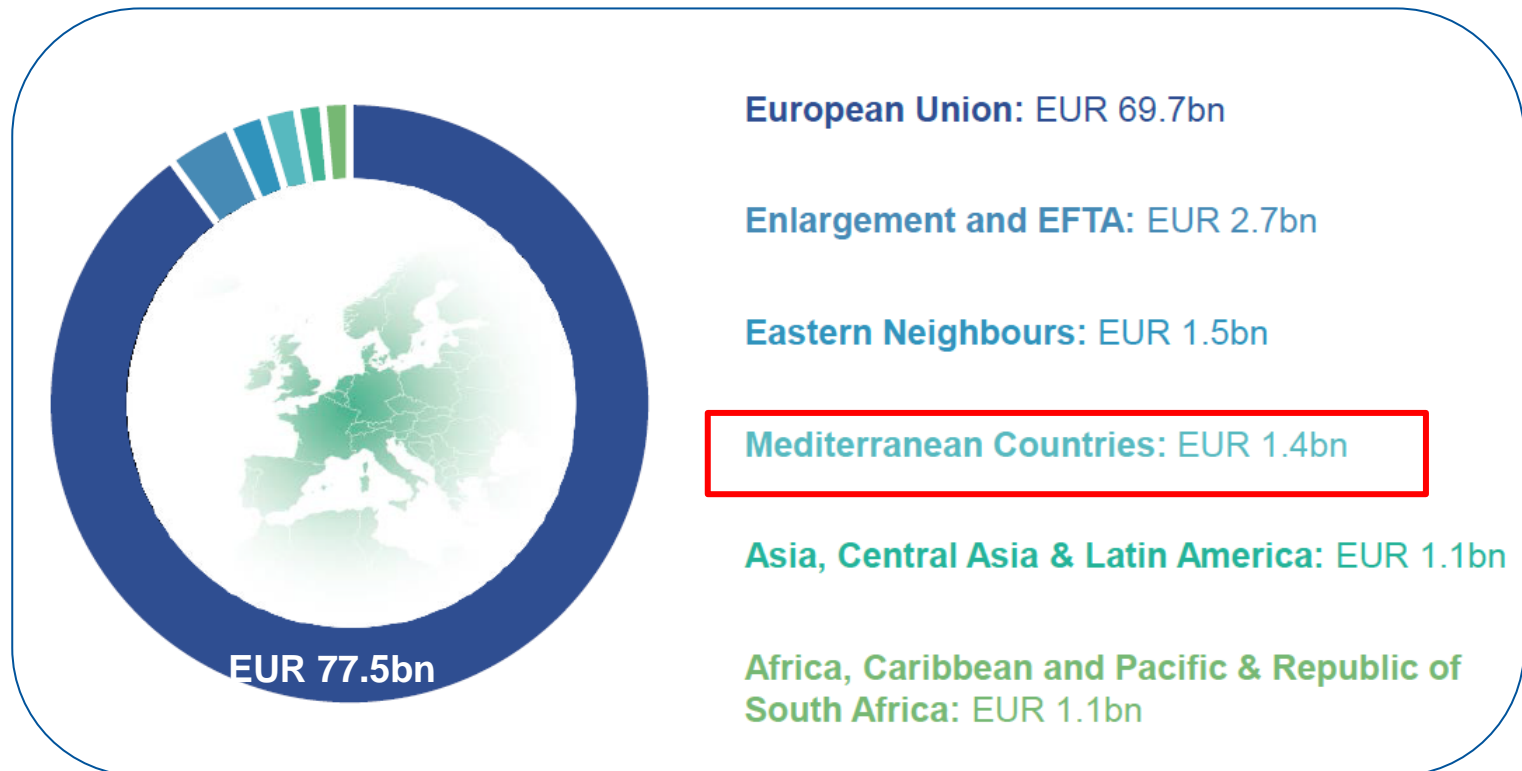 European Union: EUR 69.7bn
Enlargement and EFTA: EUR 2.7bn
Eastern Neighbours: EUR 1.5bn
Mediterranean Countries: EUR 1.4bn
Asia, Central Asia & Latin America: EUR 1.1bn
Africa, Caribbean and Pacific & Republic of
South Africa: EUR 1.1bn
EUR 77.5bn